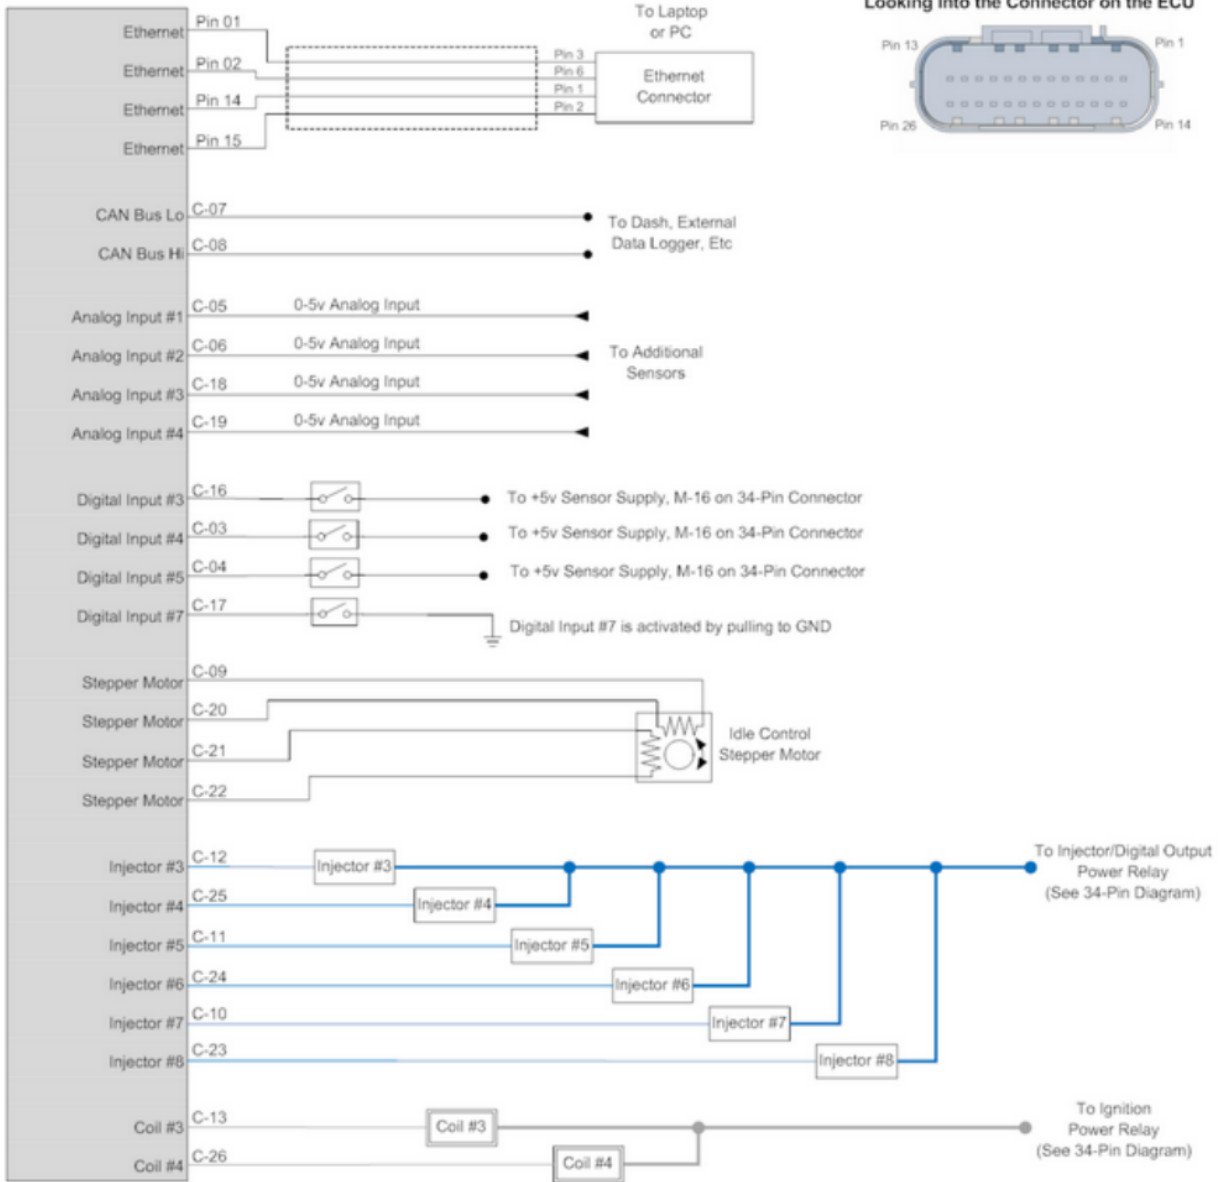 Looking Into the Connector on the ECU
Pin 13
Pin 1
Pin 26
Pin 14
To Laptop
or PC
Ethernet Pin 01
Ethernet Pin 02
Ethernet Pin 14
Ethernet Pin 15
Pin 3
Pin 6
Pin 1
Pin 2
Ethernet
Connector
CAN Bus Lo C-07
CAN Bus Hi C-08
To Dash, External
Data Logger, Etc
Analog Input #1 C-05 0-5v Analog Input
Analog Input #2 C-06 0-5v Analog Input
Analog Input #3 C-18 0-5v Analog Input
Analog Input #4 C-19 0-5v Analog Input
To Additional
Sensors
Digital Input #3 C-16 To +5v Sensor Supply, M-16 on 34-Pin Connector
Digital Input #4 C-03 To +5v Sensor Supply, M-16 on 34-Pin Connector
Digital Input #5 C-04 To +5v Sensor Supply, M-16 on 34-Pin Connector
Digital Input #7 C-17 Digital Input #7 is activated by pulling to GND
Stepper Motor C-09
Stepper Motor C-20
Stepper Motor C-21
Stepper Motor C-22
Idle Control
Stepper Motor
Injector #3 C-12 Injector #3
Injector #4 C-25 Injector #4
Injector #5 C-11 Injector #5
Injector #6 C-24 Injector #6
Injector #7 C-10 Injector #7
Injector #8 C-23 Injector #8
To Injector/Digital Output
Power Relay
(See 34-Pin Diagram)
Coil #3 C-13 Coil #3
Coil #4 C-26 Coil #4
To Ignition
Power Relay
(See 34-Pin Diagram)